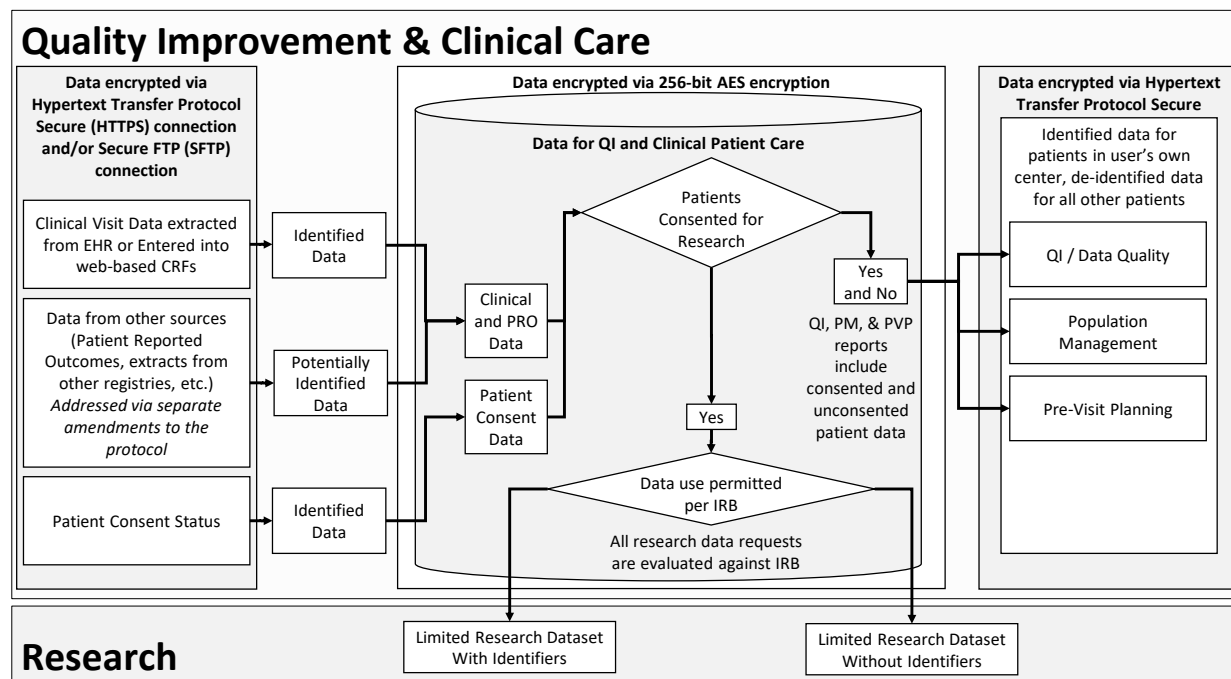 Quality Improvement & Clinical Care
Data encrypted via
Hypertext Transfer Protocol
Secure (HTTPS) connection
and/or Secure FTP (SFTP)
connection
Clinical Visit Data extracted
from EHR or Entered into
web-based CRFs
Data from other sources
(Patient Reported
Outcomes, extracts from
other registries, etc.)
Addressed via separate
amendments to the
protocol
Patient Consent Status
Identified
Data
Potentially
Identified
Data
Identified
Data
Data encrypted via 256-bit AES encryption
Data for QI and Clinical Patient Care
Clinical
and PRO
Data
Patient
Consent
Data
Patients
Consented for
Research
Yes
and No
QI, PM, & PVP
reports
include
consented and
unconsented
patient data
Yes
Data use permitted
per IRB
All research data requests
are evaluated against IRB
Data encrypted via Hypertext
Transfer Protocol Secure
Identified data for
patients in user's own
center, de-identified data
for all other patients
QI / Data Quality
Population
Management
Pre-Visit Planning
Research
Limited Research Dataset
With Identifiers
Limited Research Dataset
Without Identifiers